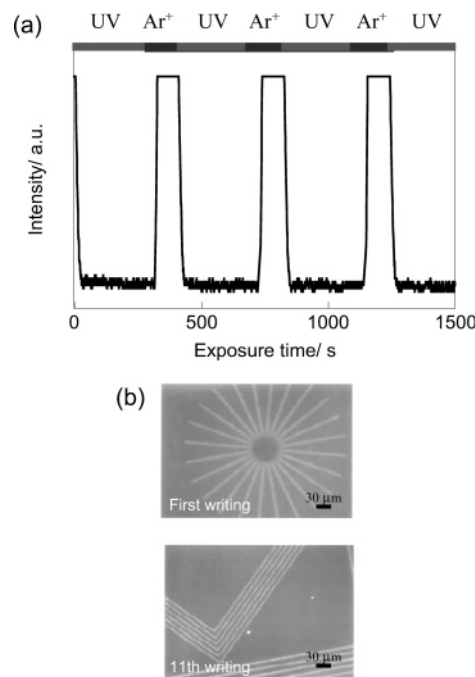 (a) UV Ar⁺ UV Ar⁺ UV Ar⁺ UV
Intensity/ a.u.
0 500 1000 1500
Exposure time/ s
(b)
First writing
30 μm
11th writing
30 μm